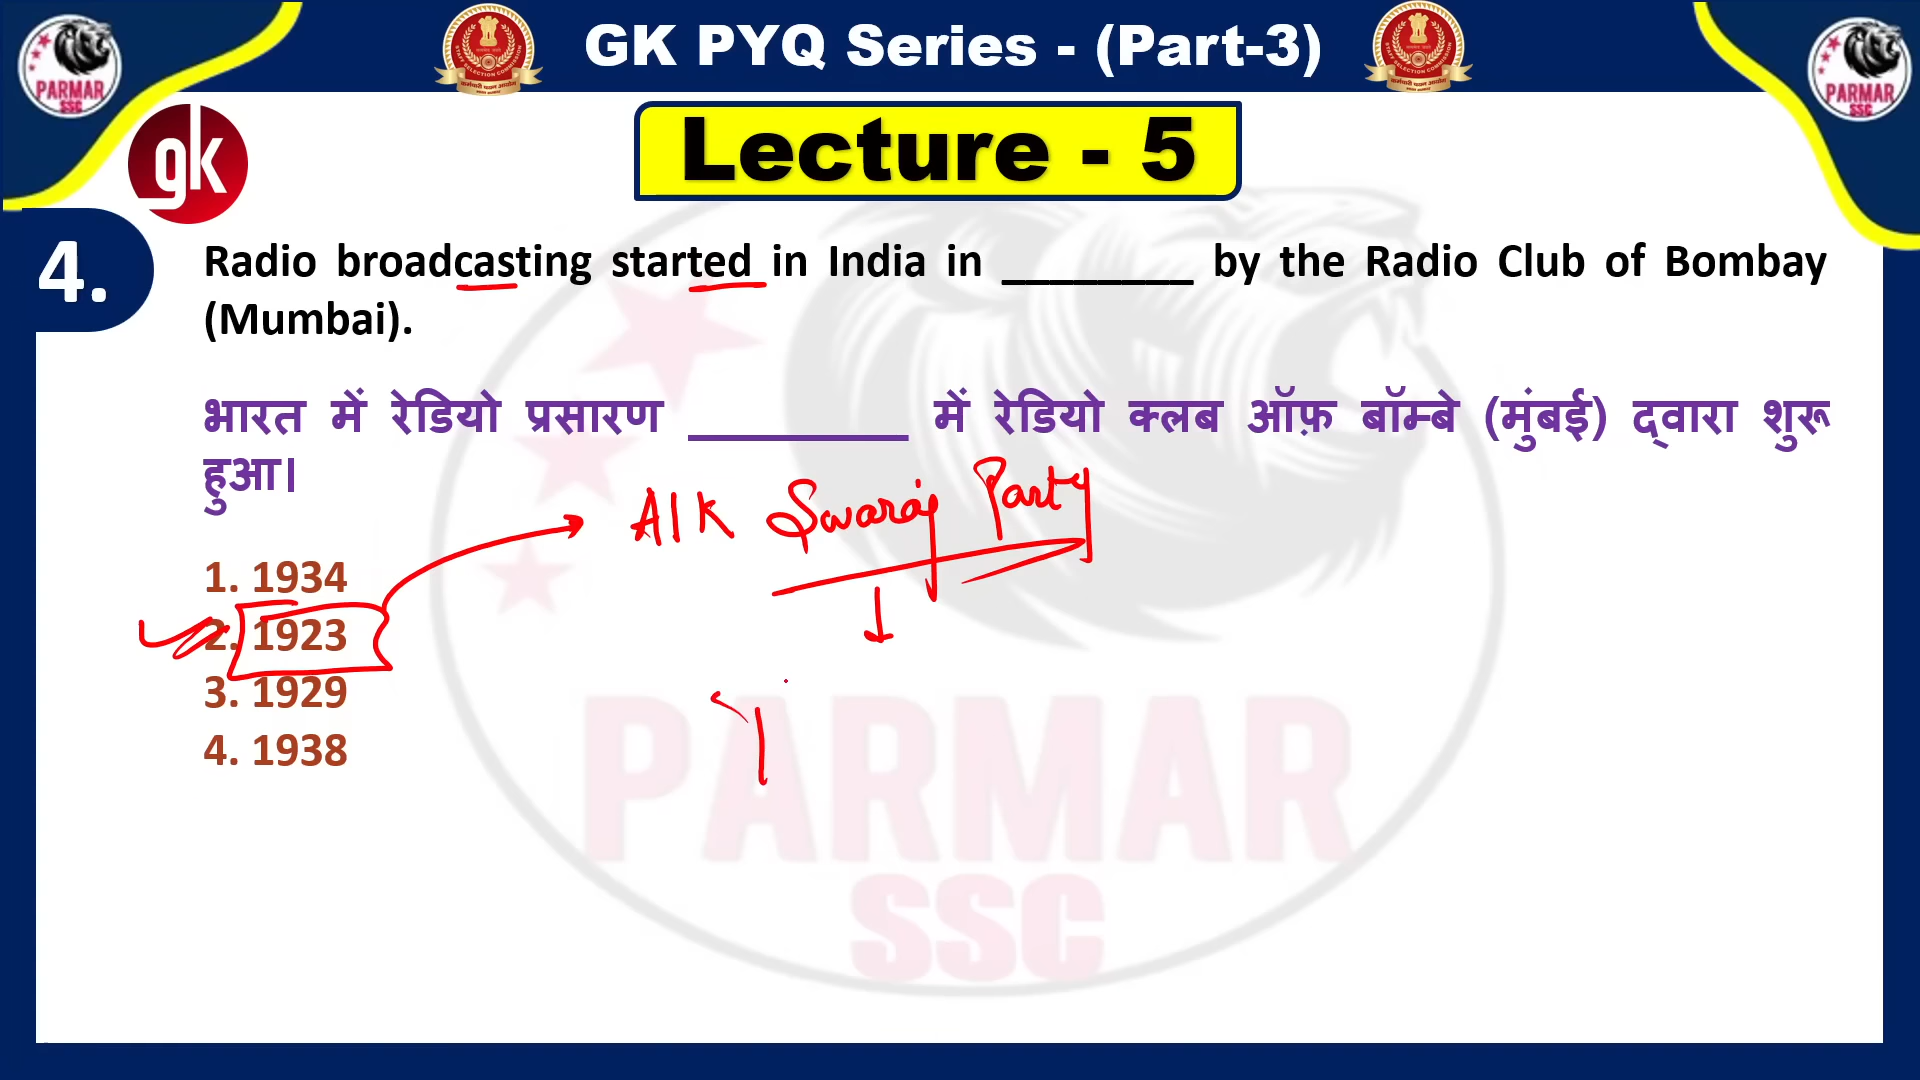 GK PYQ Series - (Part-3)
PARMAR
SSC
PARMAR
SSC
gk
Lecture - 5
4.
Radio broadcasting started in India in ________ by the Radio Club of Bombay
(Mumbai).
भारत में रेडियो प्रसारण _________ में रेडियो क्लब ऑफ़ बॉम्बे (मुंबई) द्वारा शुरू
हुआ।
A/K Swaraj Party
1. 1934
2. 1923
3. 1929
4. 1938
PARMAR
SSC